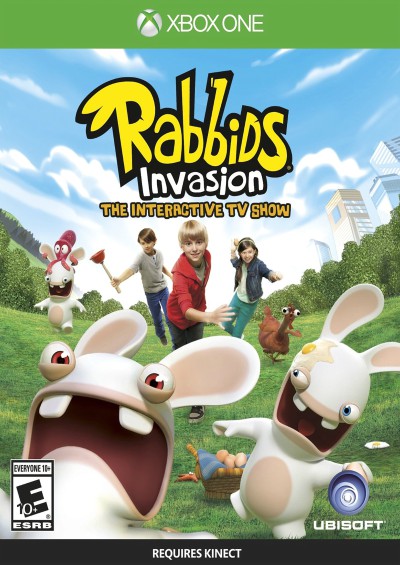 XBOX ONE
Rabbids
Invasion
THE INTERACTIVE TV SHOW
EVERYONE 10+
E
10+
ESRB
UBISOFT
REQUIRES KINECT